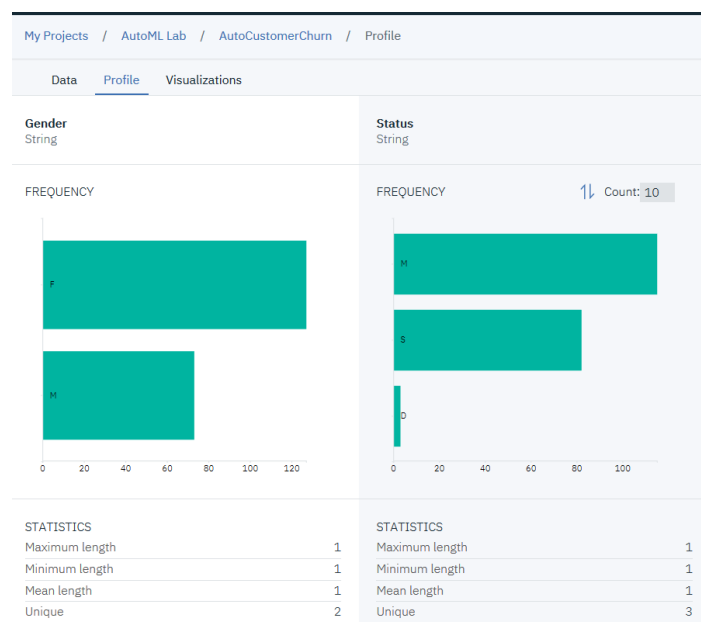 My Projects / AutoML Lab / AutoCustomerChurn / Profile
Data Profile Visualizations
Gender
String
FREQUENCY
F
M
0 20 40 60 80 100 120
STATISTICS
Maximum length 1
Minimum length 1
Mean length 1
Unique 2
Status
String
FREQUENCY Count: 10
M
S
D
0 20 40 60 80 100
STATISTICS
Maximum length 1
Minimum length 1
Mean length 1
Unique 3